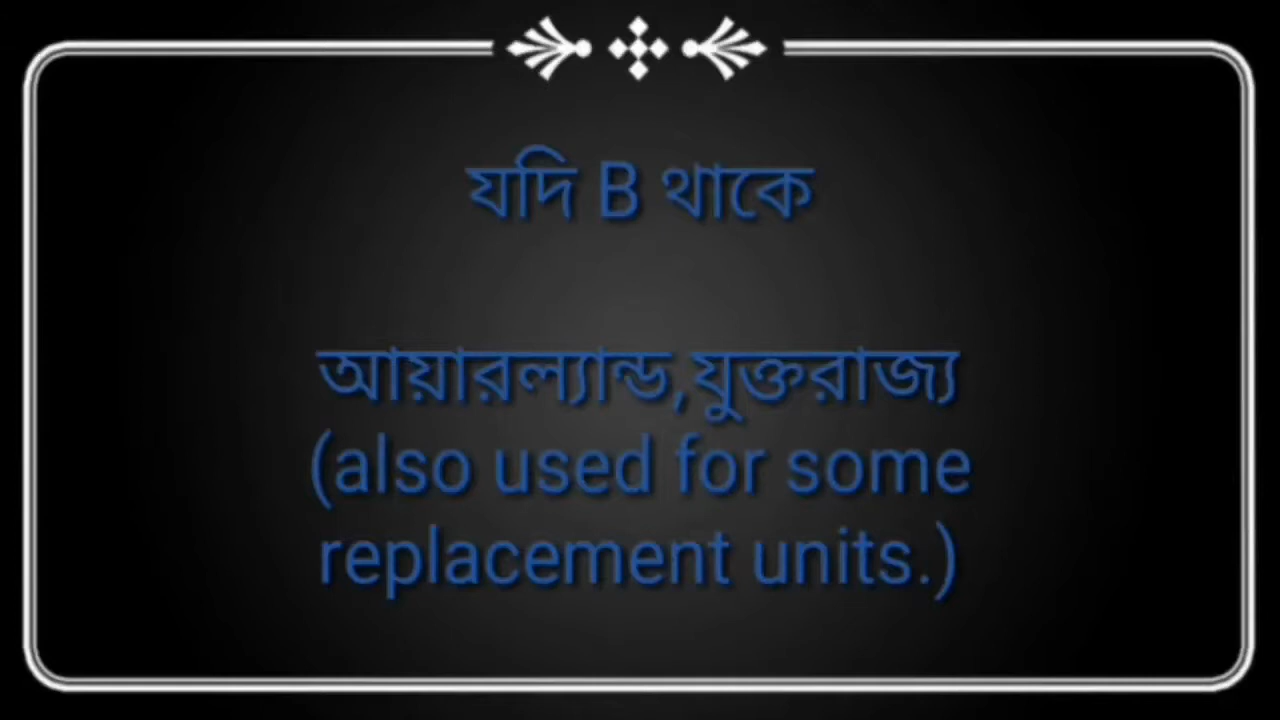 যদি B থাকে
আয়ারল্যান্ড,যুক্তরাজ্য
(also used for some
replacement units.)